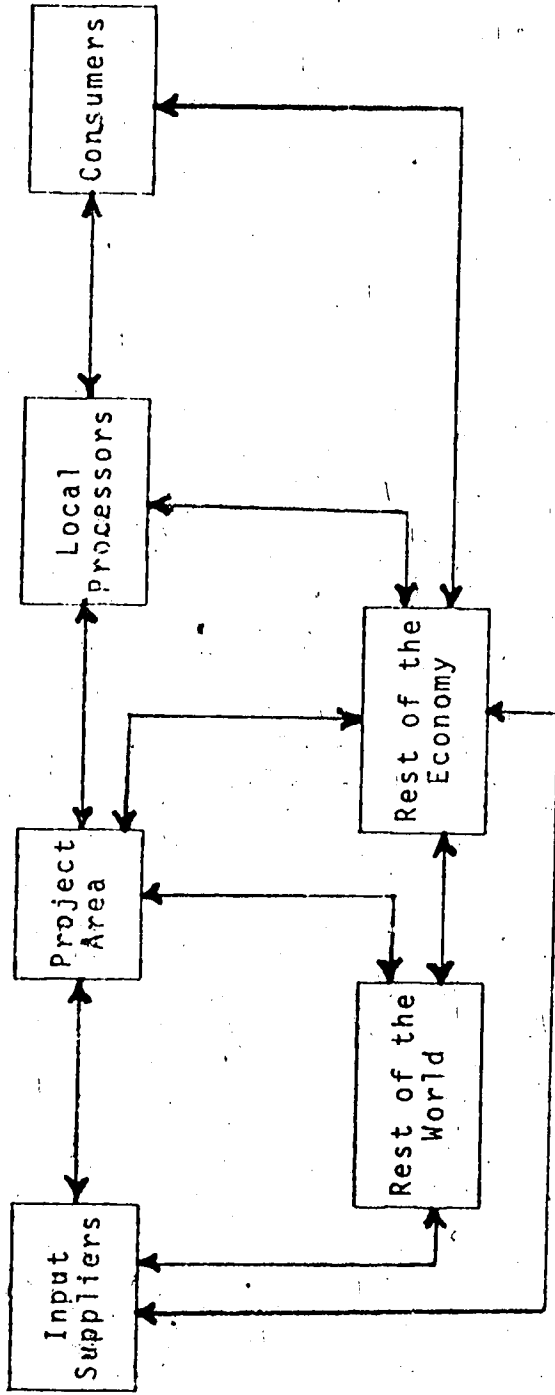 Input
Suppliers
Project
Area
Local
Processors
Consumers
Rest of the
World
Rest of the
Economy